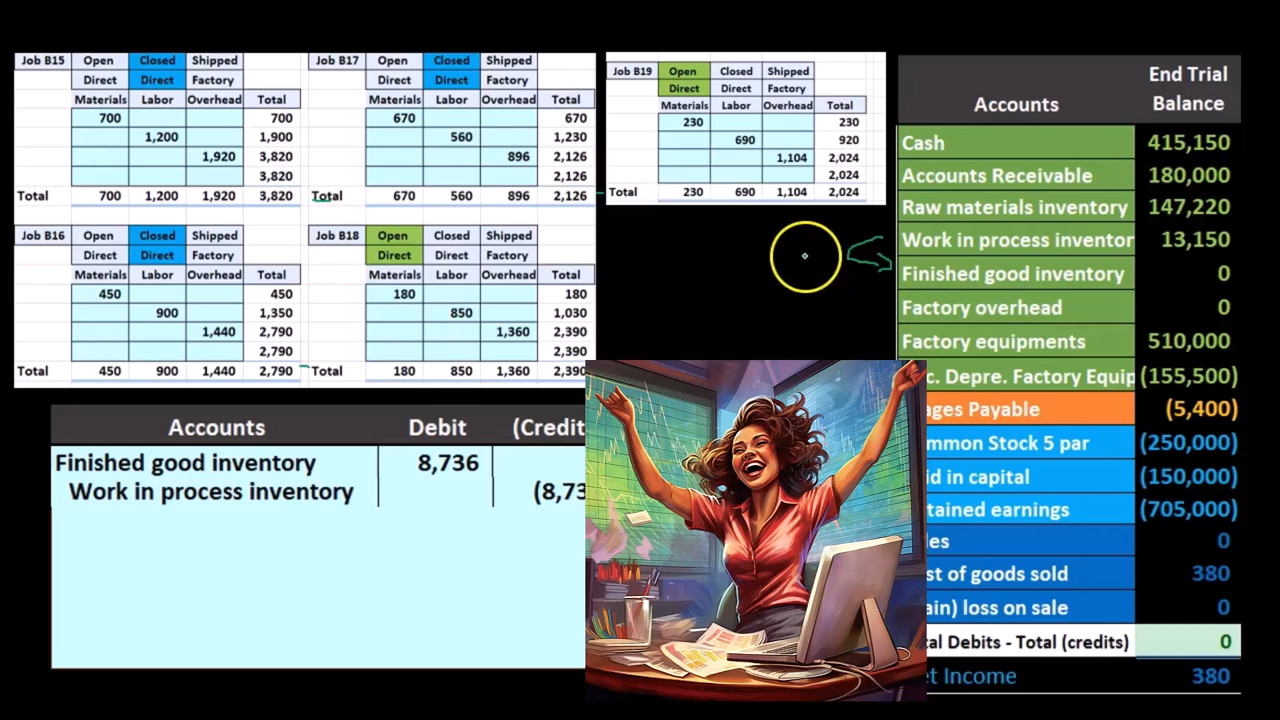 Job B15 Open Closed Shipped
Direct Direct Factory
Materials Labor Overhead Total
700 700
1,200 1,900
1,920 3,820
3,820
Total 700 1,200 1,920 3,820
Job B17 Open Closed Shipped
Direct Direct Factory
Materials Labor Overhead Total
670 670
560 1,230
896 2,126
2,126
Total 670 560 896 2,126
Job B19 Open Closed Shipped
Direct Direct Factory
Materials Labor Overhead Total
230 230
690 920
1,104 2,024
2,024
Total 230 690 1,104 2,024
Job B16 Open Closed Shipped
Direct Direct Factory
Materials Labor Overhead Total
450 450
900 1,350
1,440 2,790
2,790
Total 450 900 1,440 2,790
Job B18 Open Closed Shipped
Direct Direct Factory
Materials Labor Overhead Total
180 180
850 1,030
1,360 2,390
2,390
Total 180 850 1,360 2,390
Accounts Debit (Credit
Finished good inventory 8,736
Work in process inventory (8,73
End Trial
Accounts Balance
Cash 415,150
Accounts Receivable 180,000
Raw materials inventory 147,220
Work in process inventor 13,150
Finished good inventory 0
Factory overhead 0
Factory equipments 510,000
c. Depre. Factory Equip (155,500)
ages Payable (5,400)
mmon Stock 5 par (250,000)
id in capital (150,000)
tained earnings (705,000)
les 0
st of goods sold 380
ain) loss on sale 0
tal Debits - Total (credits) 0
et Income 380